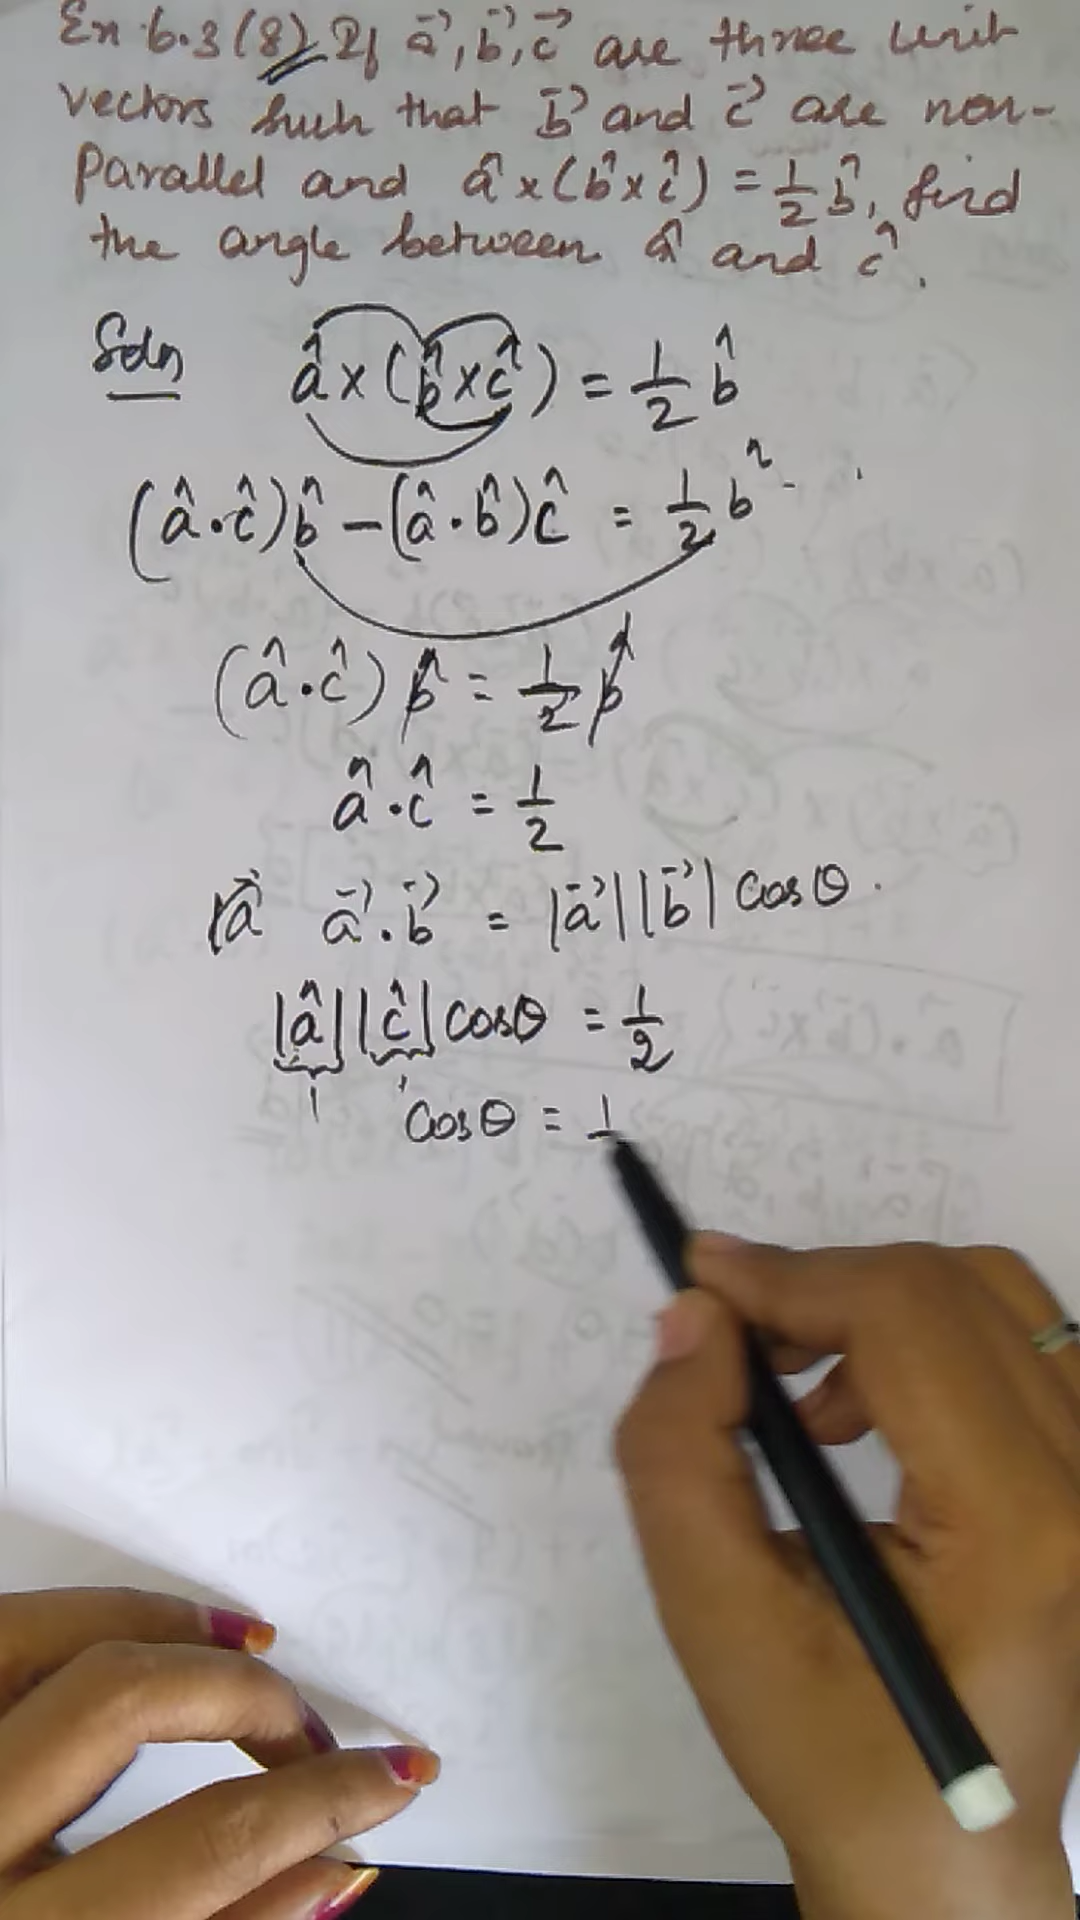 Ex 6.3 (8) If a⃗, b⃗, c⃗ are three unit
vectors such that b⃗ and c⃗ are non-
parallel and â × (b̂ × ĉ) = 1/2 b̂, find
the angle between â and ĉ.
Soln â × (b̂ × ĉ) = 1/2 b̂
(â · ĉ) b̂ – (â · b̂) ĉ = 1/2 b̂
(â · ĉ) b̂ = 1/2 b̂
â · ĉ = 1/2
a⃗ a⃗ · b⃗ = |a⃗| |b⃗| cos θ.
|â| |ĉ| cos θ = 1/2
1 1 cos θ = 1